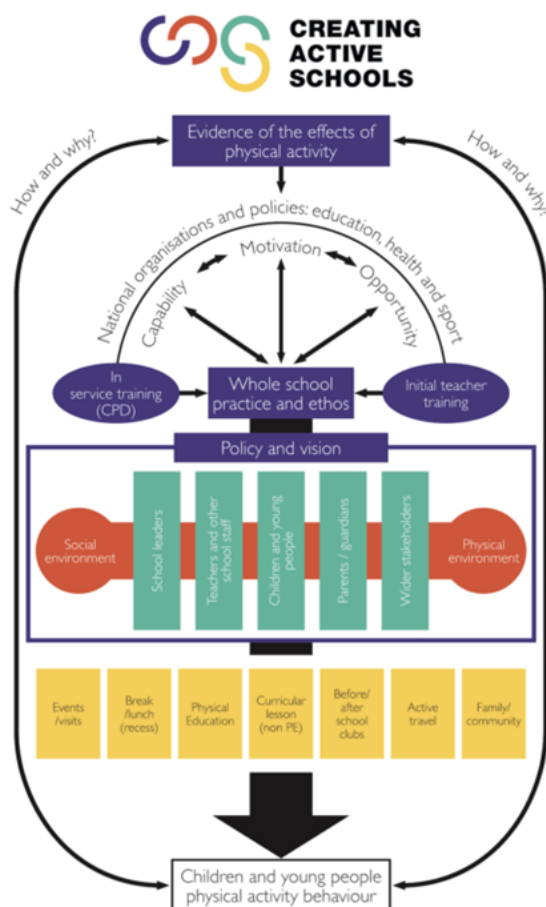 CREATING
ACTIVE
SCHOOLS
Evidence of the effects of
physical activity
How and why?
How and why?
National organisations and policies: education, health and sport
Motivation
Capability
Opportunity
In
service training
(CPD)
Whole school
practice and ethos
Initial teacher
training
Policy and vision
Social
environment
School leaders
Teachers and other
school staff
Children and young
people
Parents / guardians
Wider stakeholders
Physical
environment
Events
/visits
Break
/lunch
(recess)
Physical
Education
Curricular
lesson
(non PE)
Before/
after
school
clubs
Active
travel
Family/
community
Children and young people
physical activity behaviour